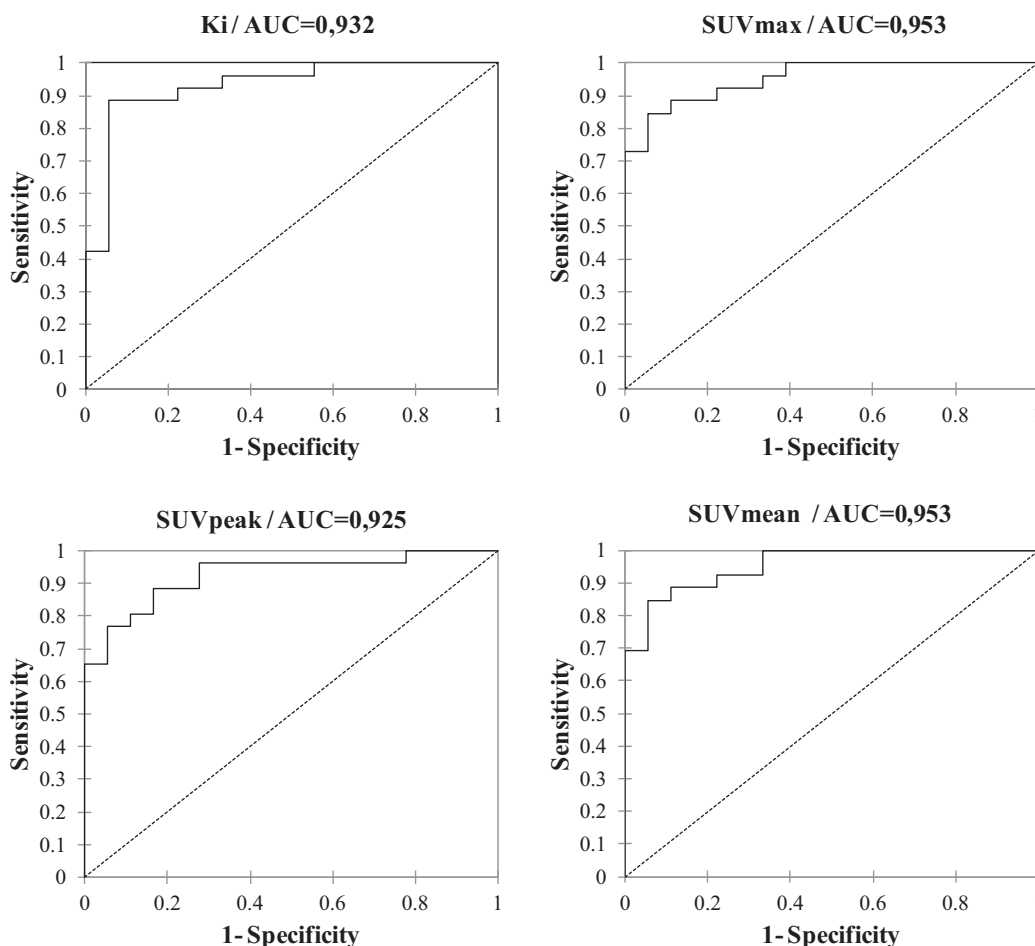 Ki / AUC=0,932
1
0.9
0.8
0.7
0.6
0.5
0.4
0.3
0.2
0.1
0
Sensitivity
0 0.2 0.4 0.6 0.8 1
1- Specificity
SUVmax / AUC=0,953
1
0.9
0.8
0.7
0.6
0.5
0.4
0.3
0.2
0.1
0
Sensitivity
0 0.2 0.4 0.6 0.8
1- Specificity
SUVpeak / AUC=0,925
1
0.9
0.8
0.7
0.6
0.5
0.4
0.3
0.2
0.1
0
Sensitivity
0 0.2 0.4 0.6 0.8 1
1- Specificity
SUVmean / AUC=0,953
1
0.9
0.8
0.7
0.6
0.5
0.4
0.3
0.2
0.1
0
Sensitivity
0 0.2 0.4 0.6 0.8
1- Specificity